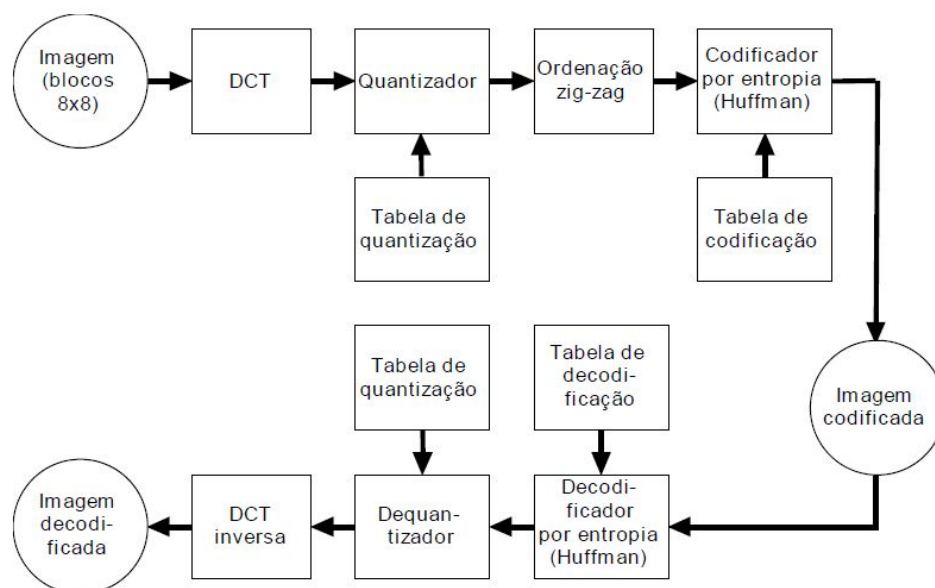 Imagem
(blocos
8x8)
DCT
Quantizador
Ordenação
zig-zag
Codificador
por entropia
(Huffman)
Tabela de
quantização
Tabela de
codificação
Tabela de
quantização
Tabela de
decodi-
ficação
Imagem
codificada
Imagem
decodi-
ficada
DCT
inversa
Dequan-
tizador
Decodi-
ficador
por entropia
(Huffman)